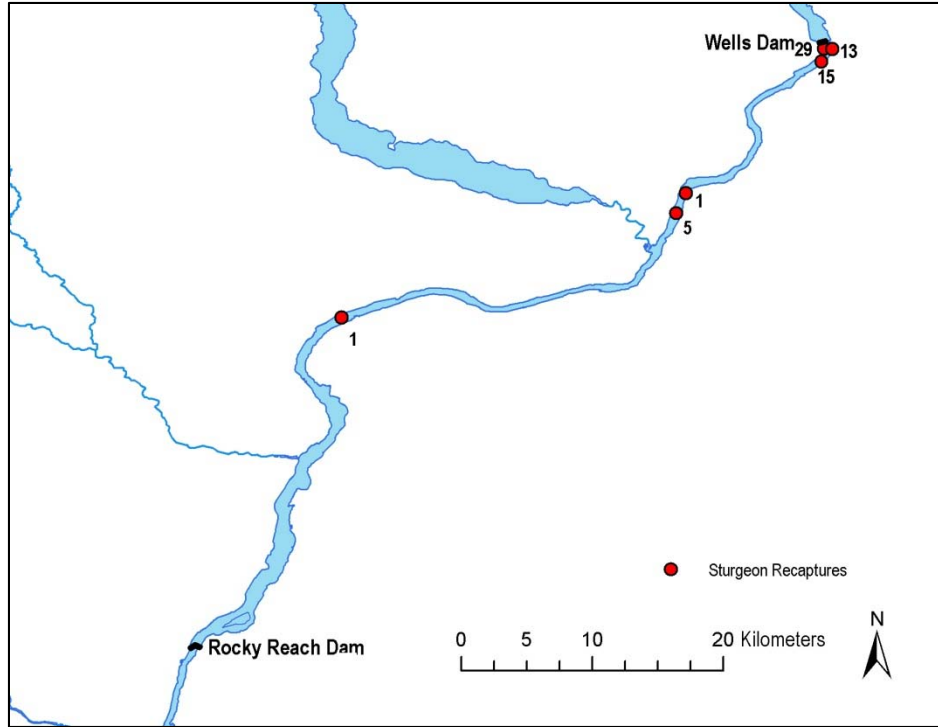 Wells Dam
29
13
15
1
5
1
Sturgeon Recaptures
N
0 5 10 20 Kilometers
Rocky Reach Dam